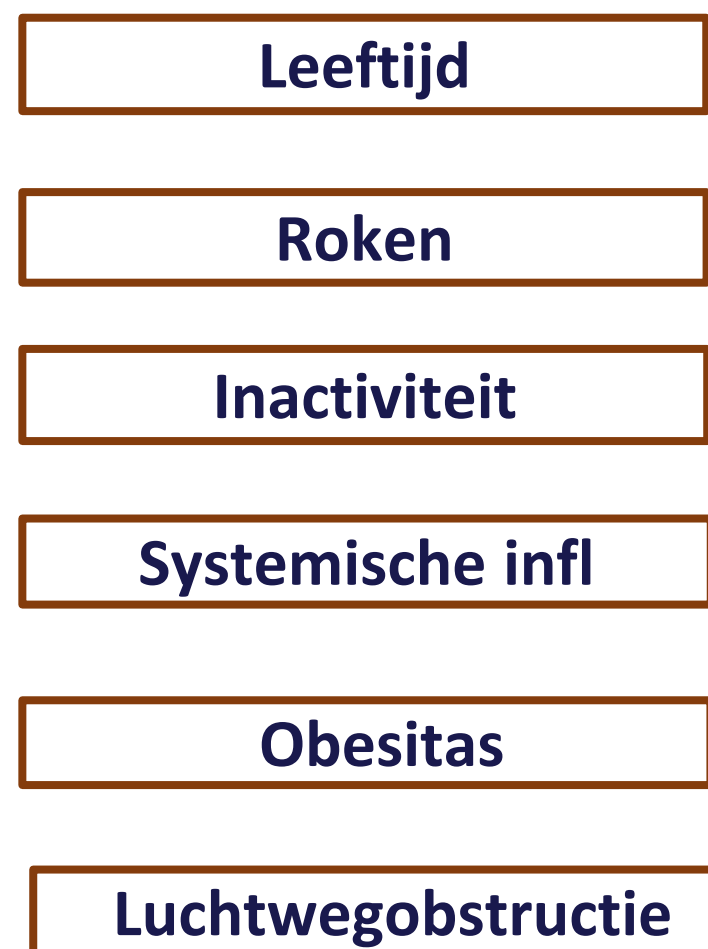 Leeftijd
Roken
Inactiviteit
Systemische infl
Obesitas
Luchtwegobstructie